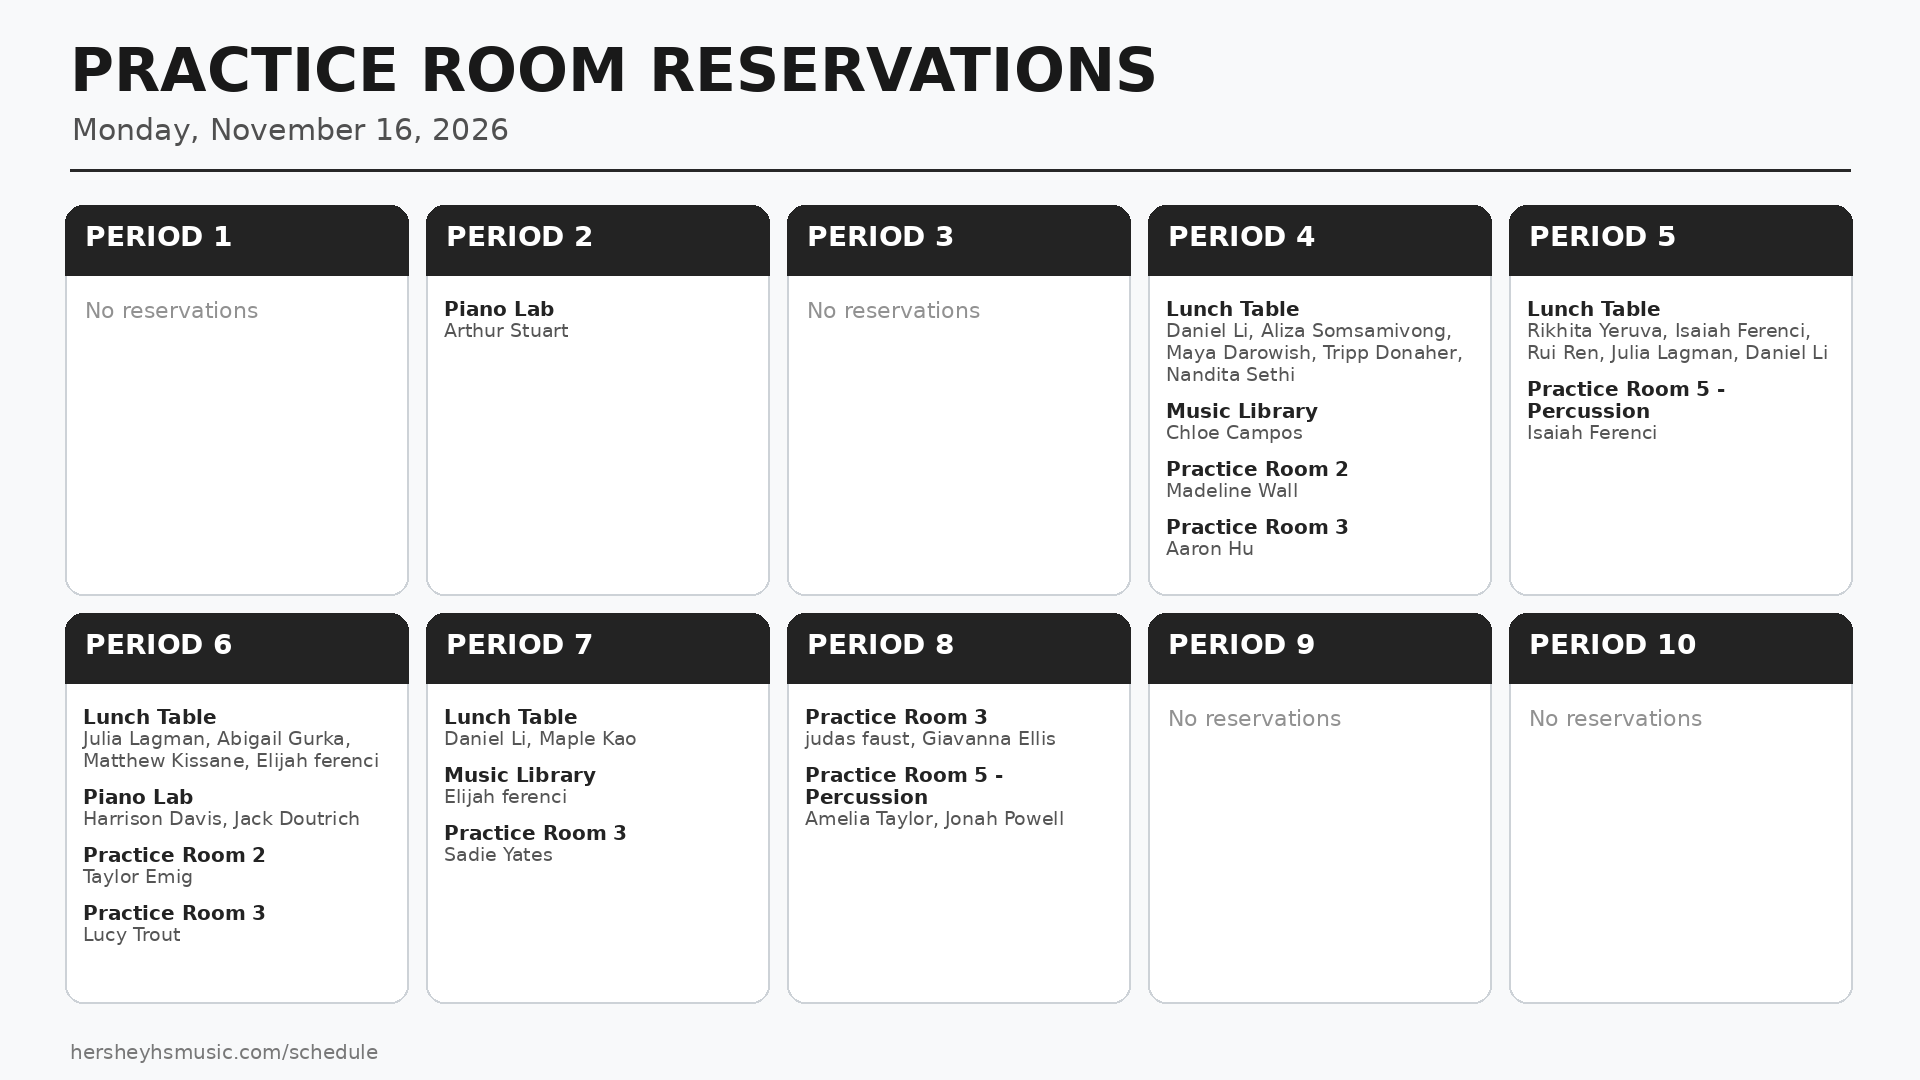 PRACTICE ROOM RESERVATIONS
Monday, November 16, 2026
PERIOD 1
No reservations
PERIOD 2
Piano Lab
Arthur Stuart
PERIOD 3
No reservations
PERIOD 4
Lunch Table
Daniel Li, Aliza Somsamivong,
Maya Darowish, Tripp Donaher,
Nandita Sethi
Music Library
Chloe Campos
Practice Room 2
Madeline Wall
Practice Room 3
Aaron Hu
PERIOD 5
Lunch Table
Rikhita Yeruva, Isaiah Ferenci,
Rui Ren, Julia Lagman, Daniel Li
Practice Room 5 -
Percussion
Isaiah Ferenci
PERIOD 6
Lunch Table
Julia Lagman, Abigail Gurka,
Matthew Kissane, Elijah ferenci
Piano Lab
Harrison Davis, Jack Doutrich
Practice Room 2
Taylor Emig
Practice Room 3
Lucy Trout
PERIOD 7
Lunch Table
Daniel Li, Maple Kao
Music Library
Elijah ferenci
Practice Room 3
Sadie Yates
PERIOD 8
Practice Room 3
judas faust, Giavanna Ellis
Practice Room 5 -
Percussion
Amelia Taylor, Jonah Powell
PERIOD 9
No reservations
PERIOD 10
No reservations
hersheyhsmusic.com/schedule